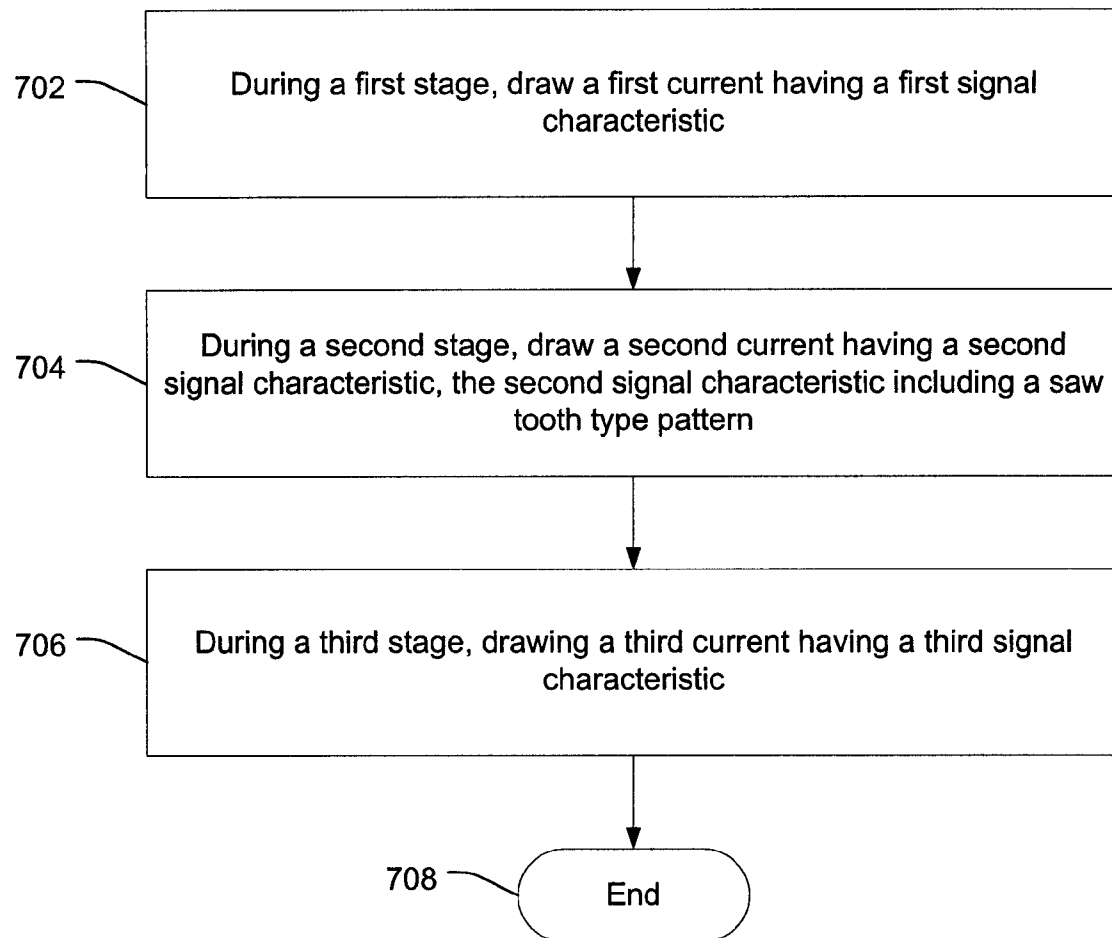 702
During a first stage, draw a first current having a first signal
characteristic
704
During a second stage, draw a second current having a second
signal characteristic, the second signal characteristic including a saw
tooth type pattern
706
During a third stage, drawing a third current having a third signal
characteristic
708
End